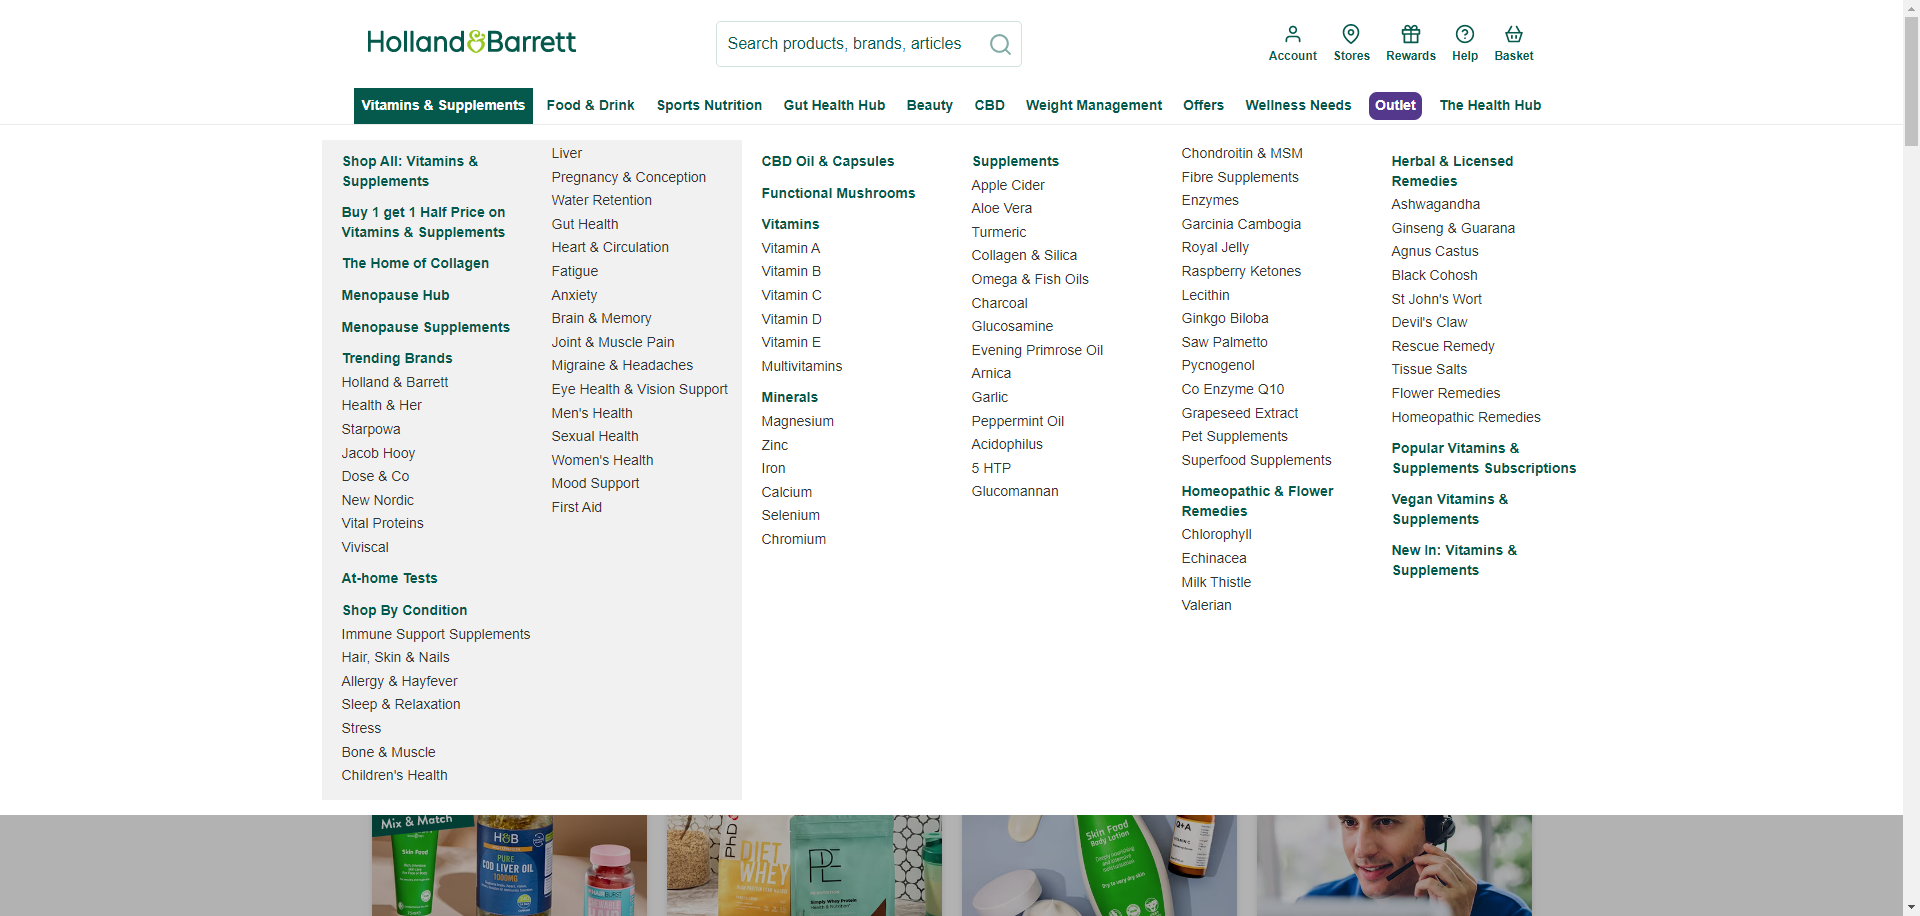 Holland&Barrett
Search products, brands, articles
Account
Stores
Rewards
Help
Basket
Vitamins & Supplements
Food & Drink
Sports Nutrition
Gut Health Hub
Beauty
CBD
Weight Management
Offers
Wellness Needs
Outlet
The Health Hub
Shop All: Vitamins &
Supplements
Buy 1 get 1 Half Price on
Vitamins & Supplements
The Home of Collagen
Menopause Hub
Menopause Supplements
Trending Brands
Holland & Barrett
Health & Her
Starpowa
Jacob Hooy
Dose & Co
New Nordic
Vital Proteins
Viviscal
At-home Tests
Shop By Condition
Immune Support Supplements
Hair, Skin & Nails
Allergy & Hayfever
Sleep & Relaxation
Stress
Bone & Muscle
Children's Health
Liver
Pregnancy & Conception
Water Retention
Gut Health
Heart & Circulation
Fatigue
Anxiety
Brain & Memory
Joint & Muscle Pain
Migraine & Headaches
Eye Health & Vision Support
Men's Health
Sexual Health
Women's Health
Mood Support
First Aid
CBD Oil & Capsules
Functional Mushrooms
Vitamins
Vitamin A
Vitamin B
Vitamin C
Vitamin D
Vitamin E
Multivitamins
Minerals
Magnesium
Zinc
Iron
Calcium
Selenium
Chromium
Supplements
Apple Cider
Aloe Vera
Turmeric
Collagen & Silica
Omega & Fish Oils
Charcoal
Glucosamine
Evening Primrose Oil
Arnica
Garlic
Peppermint Oil
Acidophilus
5 HTP
Glucomannan
Chondroitin & MSM
Fibre Supplements
Enzymes
Garcinia Cambogia
Royal Jelly
Raspberry Ketones
Lecithin
Ginkgo Biloba
Saw Palmetto
Pycnogenol
Co Enzyme Q10
Grapeseed Extract
Pet Supplements
Superfood Supplements
Homeopathic & Flower
Remedies
Chlorophyll
Echinacea
Milk Thistle
Valerian
Herbal & Licensed
Remedies
Ashwagandha
Ginseng & Guarana
Agnus Castus
Black Cohosh
St John's Wort
Devil's Claw
Rescue Remedy
Tissue Salts
Flower Remedies
Homeopathic Remedies
Popular Vitamins &
Supplements Subscriptions
Vegan Vitamins &
Supplements
New In: Vitamins &
Supplements
Mix & Match
Skin Food
H&B
PURE
COD LIVER OIL
1000MG
HAIRBURST
PhD
DIET
WHEY
Simply Whey Protein
Skin Food
Body Lotion
Dry to very dry skin
Q+A